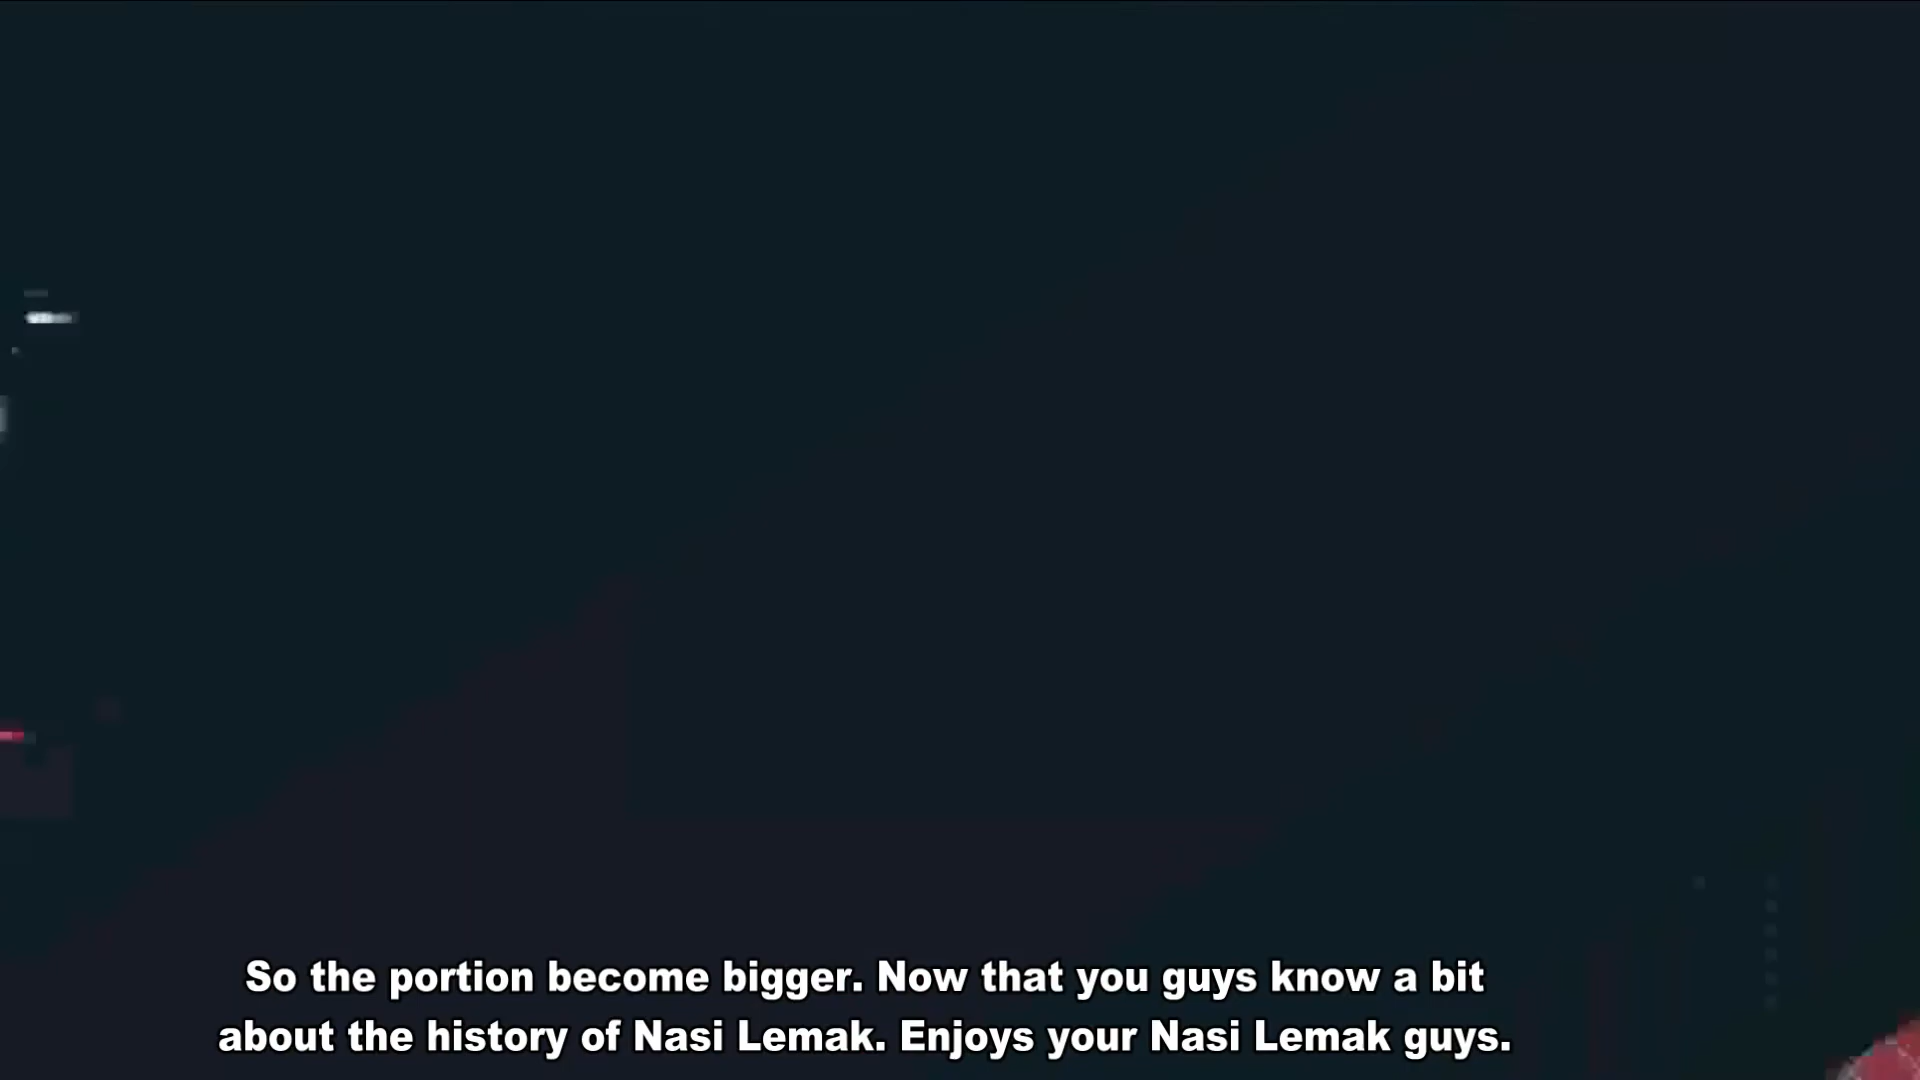 So the portion become bigger. Now that you guys know a bit
about the history of Nasi Lemak. Enjoys your Nasi Lemak guys.